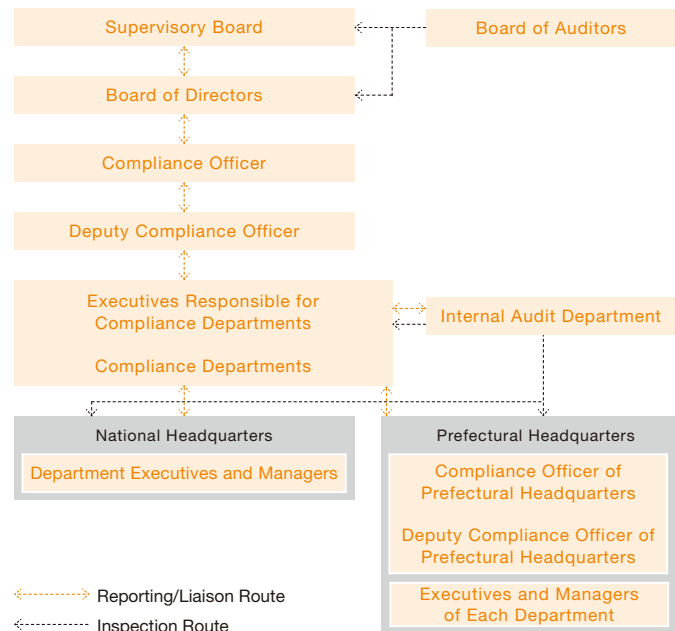 Supervisory Board
Board of Auditors
Board of Directors
Compliance Officer
Deputy Compliance Officer
Executives Responsible for
Compliance Departments
Compliance Departments
Internal Audit Department
National Headquarters
Department Executives and Managers
Prefectural Headquarters
Compliance Officer of
Prefectural Headquarters
Deputy Compliance Officer of
Prefectural Headquarters
Executives and Managers
of Each Department
Reporting/Liaison Route
Inspection Route